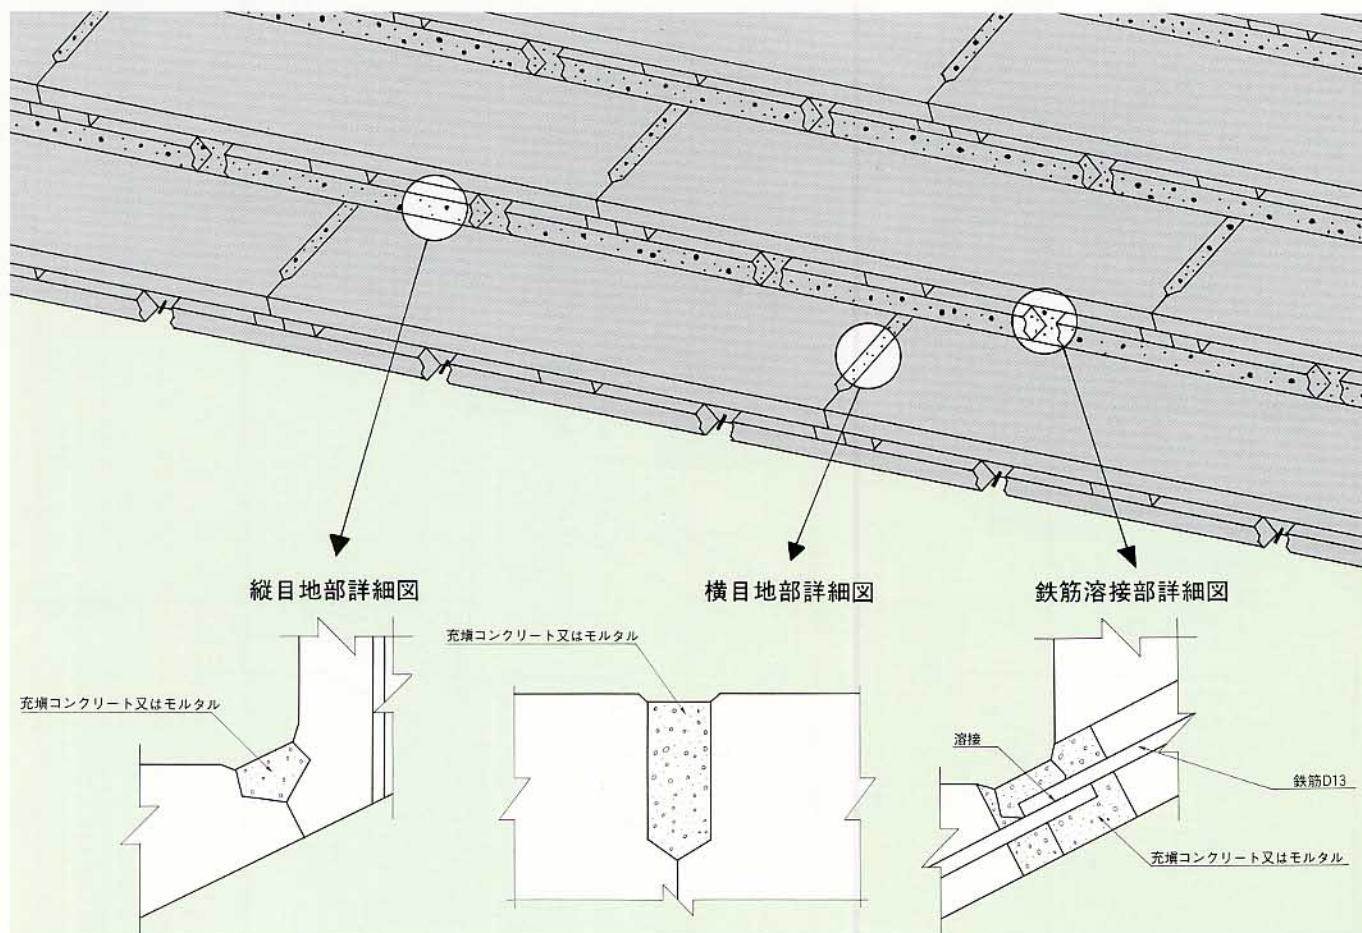 縦目地部詳細図
横目地部詳細図
鉄筋溶接部詳細図
充塡コンクリート又はモルタル
充塡コンクリート又はモルタル
溶接
鉄筋D13
充塡コンクリート又はモルタル